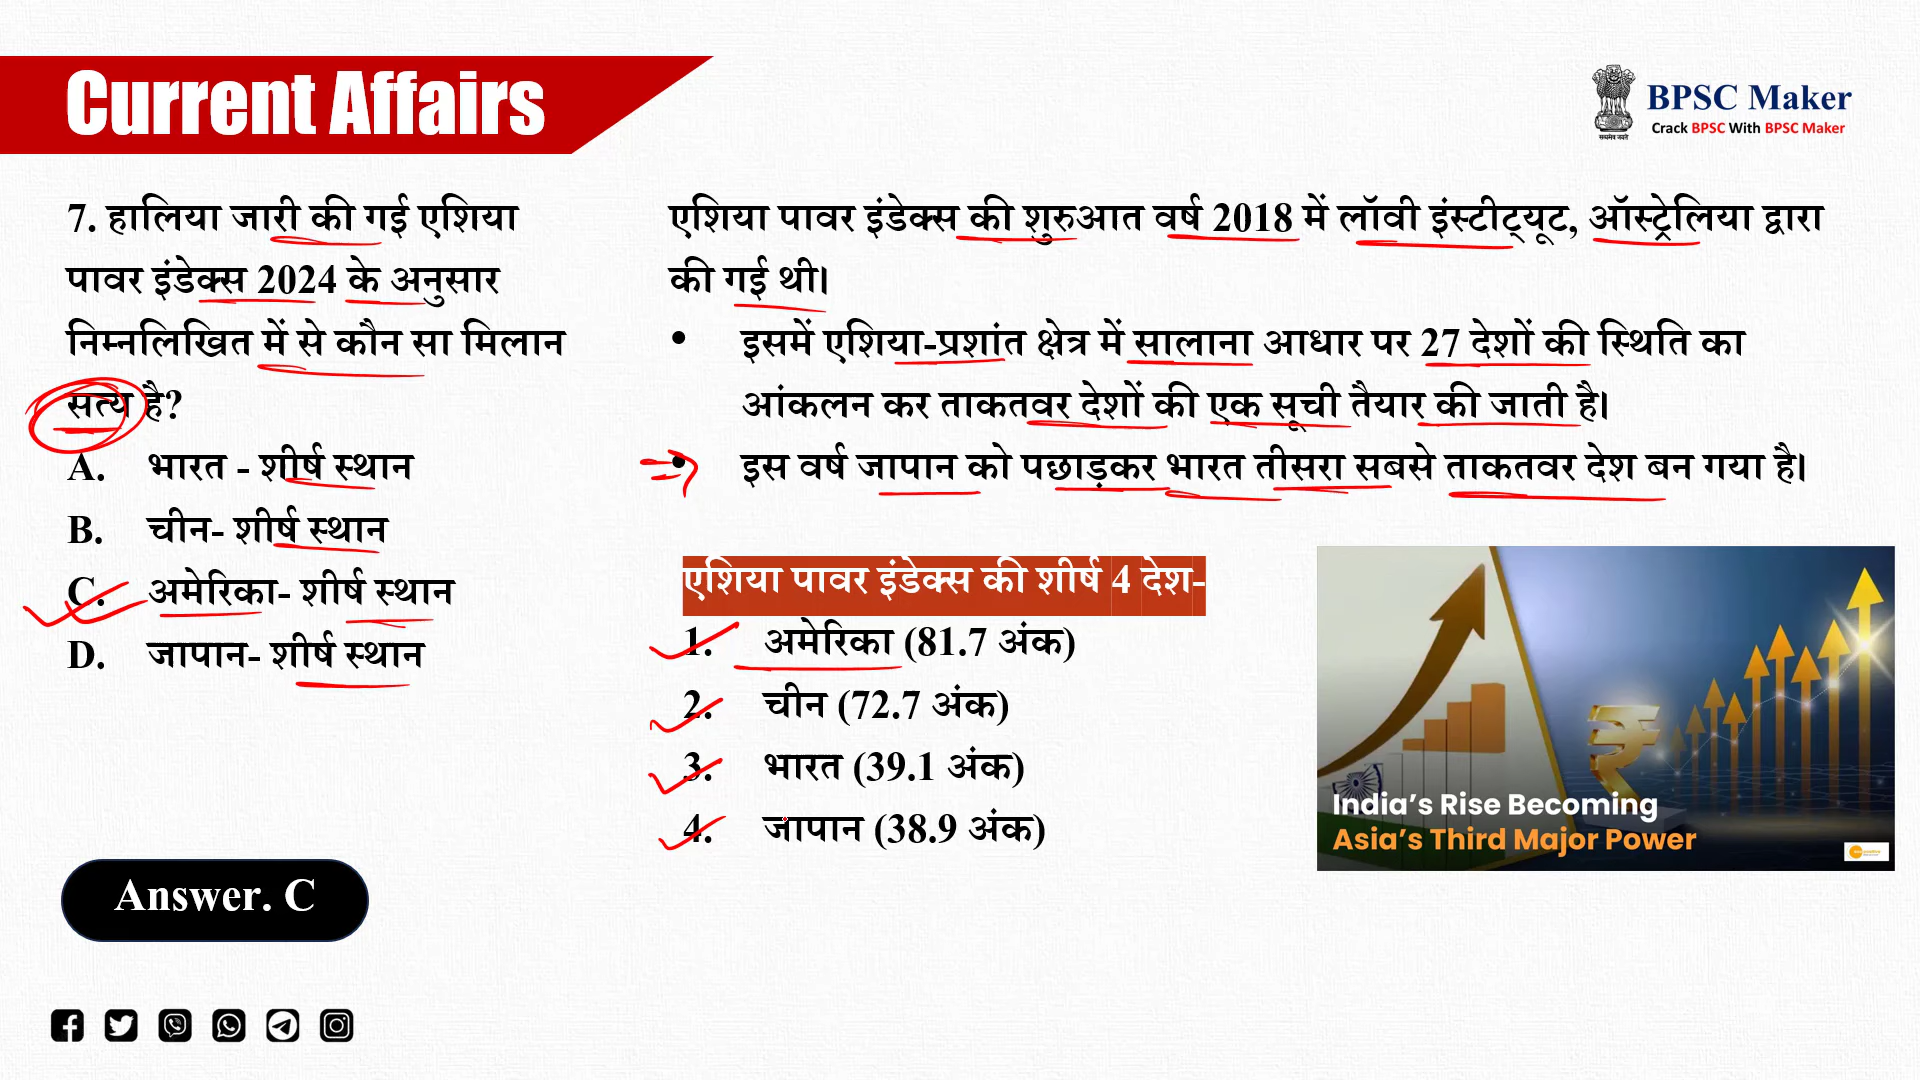 Current Affairs
BPSC Maker
Crack BPSC With BPSC Maker
सत्यमेव जयते
7. हालिया जारी की गई एशिया
पावर इंडेक्स 2024 के अनुसार
निम्नलिखित में से कौन सा मिलान
सत्य है?
A. भारत - शीर्ष स्थान
B. चीन- शीर्ष स्थान
C. अमेरिका- शीर्ष स्थान
D. जापान- शीर्ष स्थान
Answer. C
एशिया पावर इंडेक्स की शुरुआत वर्ष 2018 में लॉवी इंस्टीट्यूट, ऑस्ट्रेलिया द्वारा
की गई थी।
• इसमें एशिया-प्रशांत क्षेत्र में सालाना आधार पर 27 देशों की स्थिति का
आंकलन कर ताकतवर देशों की एक सूची तैयार की जाती है।
• इस वर्ष जापान को पछाड़कर भारत तीसरा सबसे ताकतवर देश बन गया है।
एशिया पावर इंडेक्स की शीर्ष 4 देश-
1. अमेरिका (81.7 अंक)
2. चीन (72.7 अंक)
3. भारत (39.1 अंक)
4. जापान (38.9 अंक)
₹
India's Rise Becoming
Asia's Third Major Power